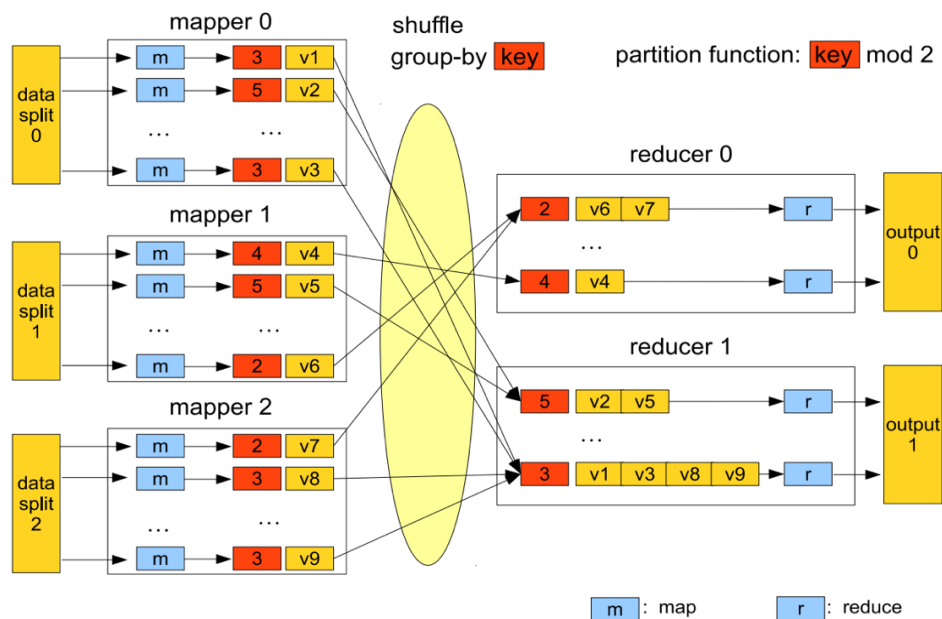 mapper 0
shuffle
group-by key
partition function: key mod 2
data
split
0
m 3 v1
m 5 v2
... ...
m 3 v3
mapper 1
data
split
1
m 4 v4
m 5 v5
... ...
m 2 v6
mapper 2
data
split
2
m 2 v7
m 3 v8
... ...
m 3 v9
reducer 0
2 v6 v7 r
...
4 v4 r
output
0
reducer 1
5 v2 v5 r
...
3 v1 v3 v8 v9 r
output
1
m : map
r : reduce